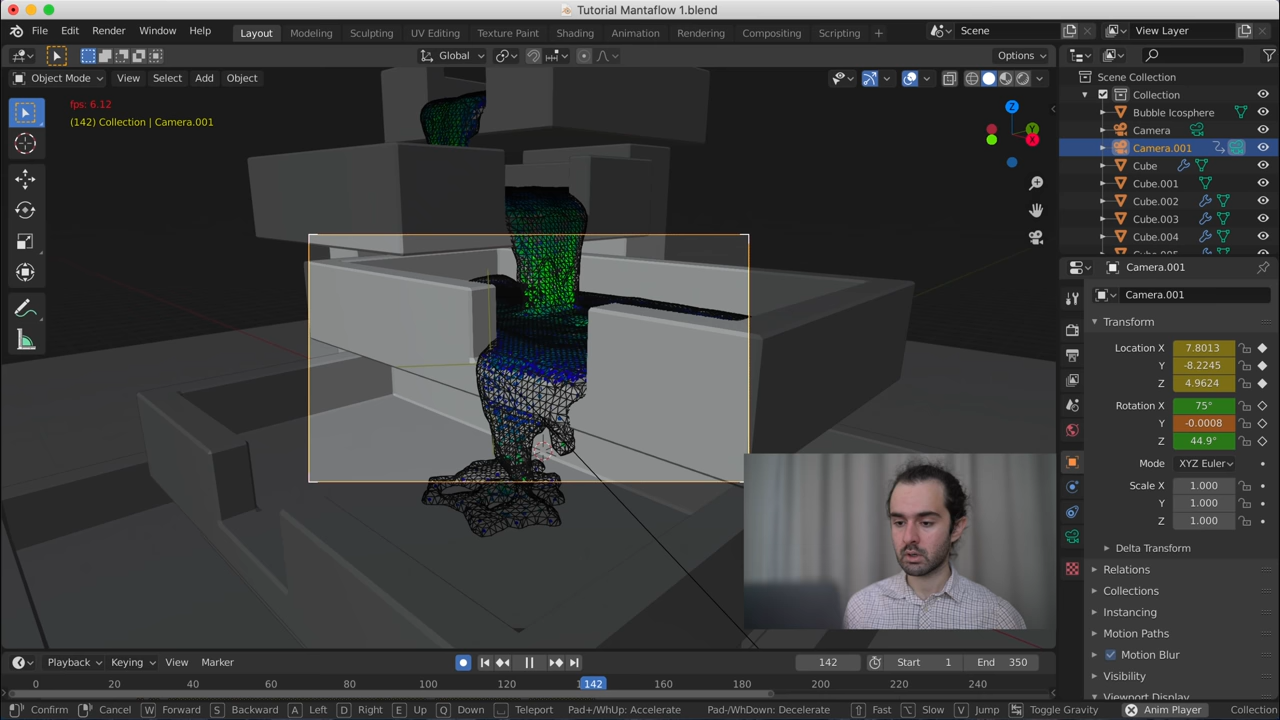 Tutorial Mantaflow 1.blend
File Edit Render Window Help Layout Modeling Sculpting UV Editing Texture Paint Shading Animation Rendering Compositing Scripting + Scene View Layer
Global Options
Object Mode View Select Add Object
fps: 6.12
(142) Collection | Camera.001
Z
Y
X
Scene Collection
Collection
Bubble Icosphere
Camera
Camera.001
Cube
Cube.001
Cube.002
Cube.003
Cube.004
Camera.001
Camera.001
Transform
Location X 7.8013
Y -8.2245
Z 4.9624
Rotation X 75°
Y -0.0008
Z 44.9°
Mode XYZ Euler
Scale X 1.000
Y 1.000
Z 1.000
Delta Transform
Relations
Collections
Instancing
Motion Paths
Motion Blur
Visibility
Viewport Display
Playback Keying View Marker 142 Start 1 End 350
0 20 40 60 80 100 120 142 160 180 200 220 240
Confirm Cancel W Forward S Backward A Left D Right E Up Q Down Teleport Pad+/WhUp: Accelerate Pad-/WhDown: Decelerate Fast Slow V Jump Toggle Gravity Anim Player Collection